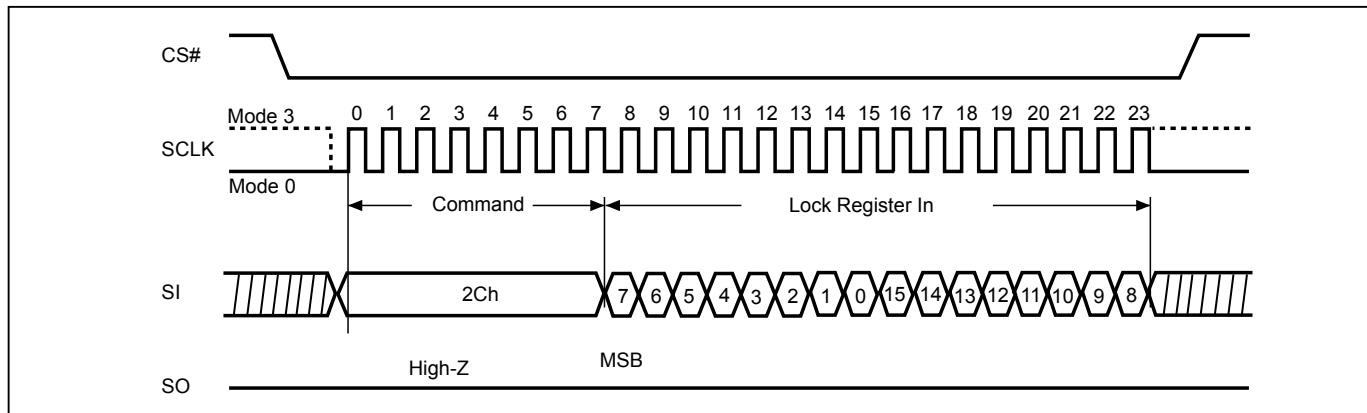 CS#
Mode 3
0 1 2 3 4 5 6 7 8 9 10 11 12 13 14 15 16 17 18 19 20 21 22 23
SCLK
Mode 0
Command
Lock Register In
SI
2Ch
7 6 5 4 3 2 1 0 15 14 13 12 11 10 9 8
High-Z
MSB
SO